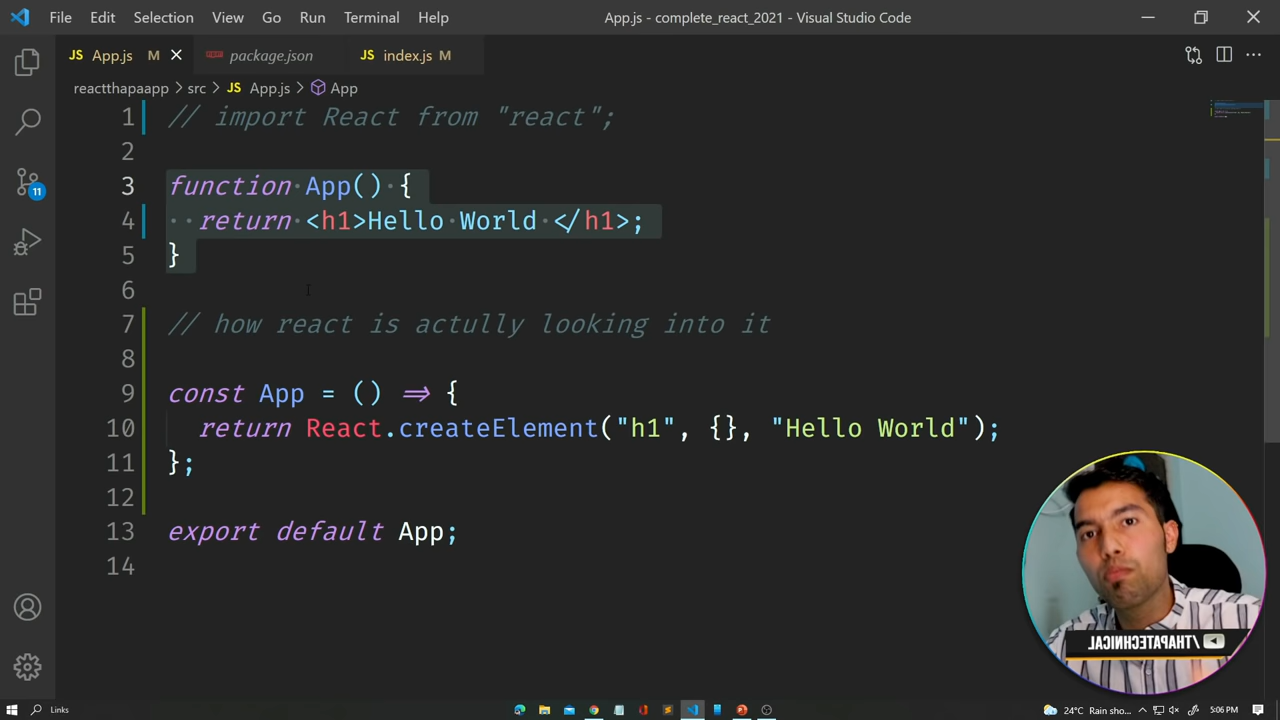 File Edit Selection View Go Run Terminal Help App.js - complete_react_2021 - Visual Studio Code
JS App.js M package.json JS index.js M
reactthapaapp > src > JS App.js > App
1 // import React from "react";
2
3 function App() {
4 return <h1>Hello World </h1>;
5 }
6
7 // how react is actully looking into it
8
9 const App = () => {
10 return React.createElement("h1", {}, "Hello World");
11 };
12
13 export default App;
14
11
/THAPATECHNICAL
Links 24°C Rain sho... 5:06 PM